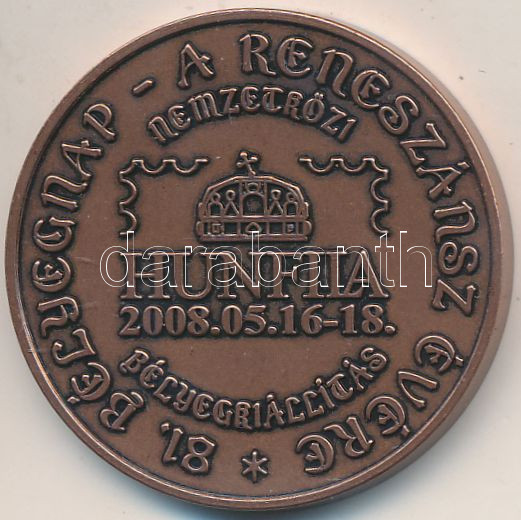 81. BÉLYEGNAP - A RENESZÁNSZ ÉVÉRE *
NEMZETKÖZI
HUNFILA
2008.05.16-18.
BÉLYEGKIÁLLÍTÁS
darabanth